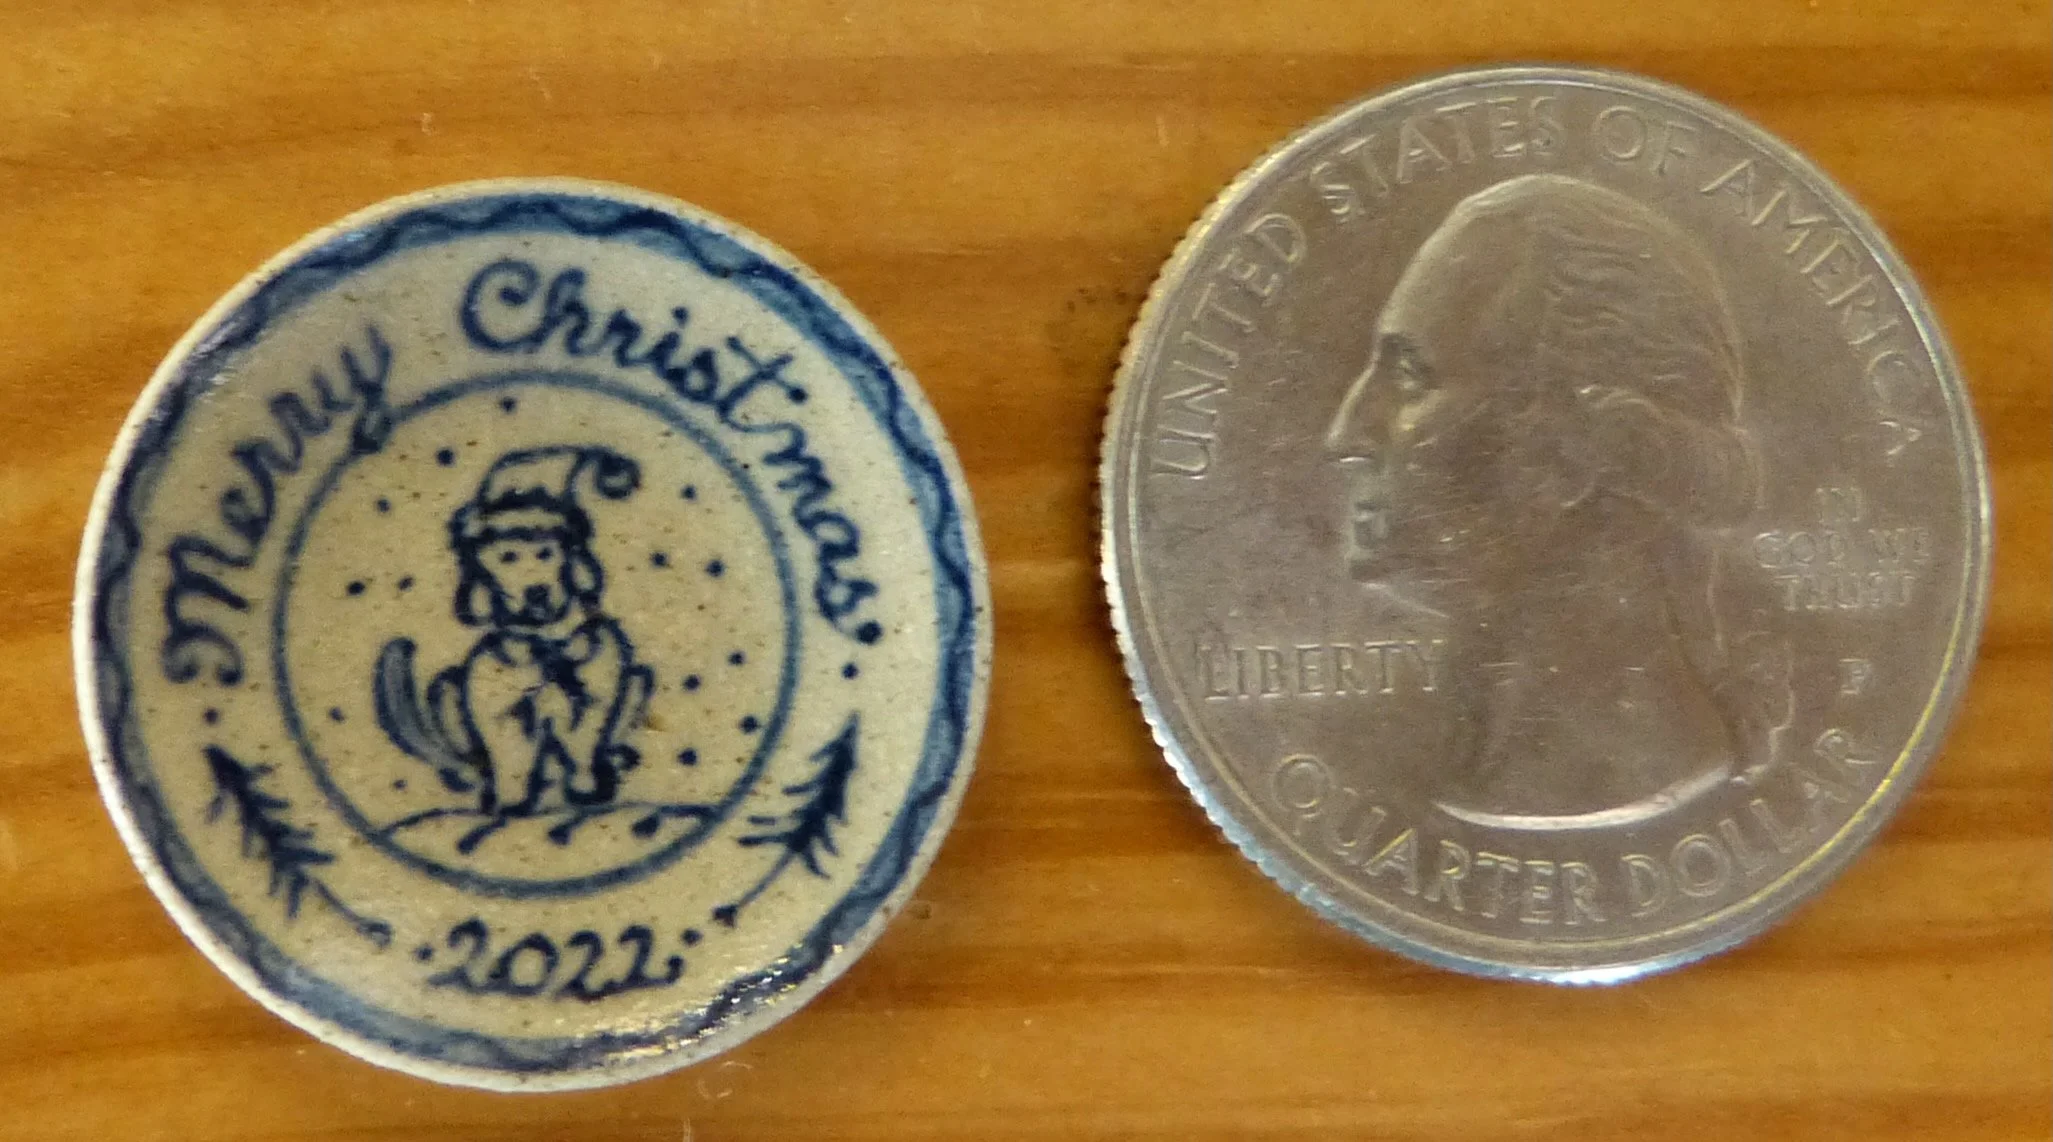 Merry Christmas
2022
UNITED STATES OF AMERICA
LIBERTY
IN
GOD WE
TRUST
P
QUARTER DOLLAR